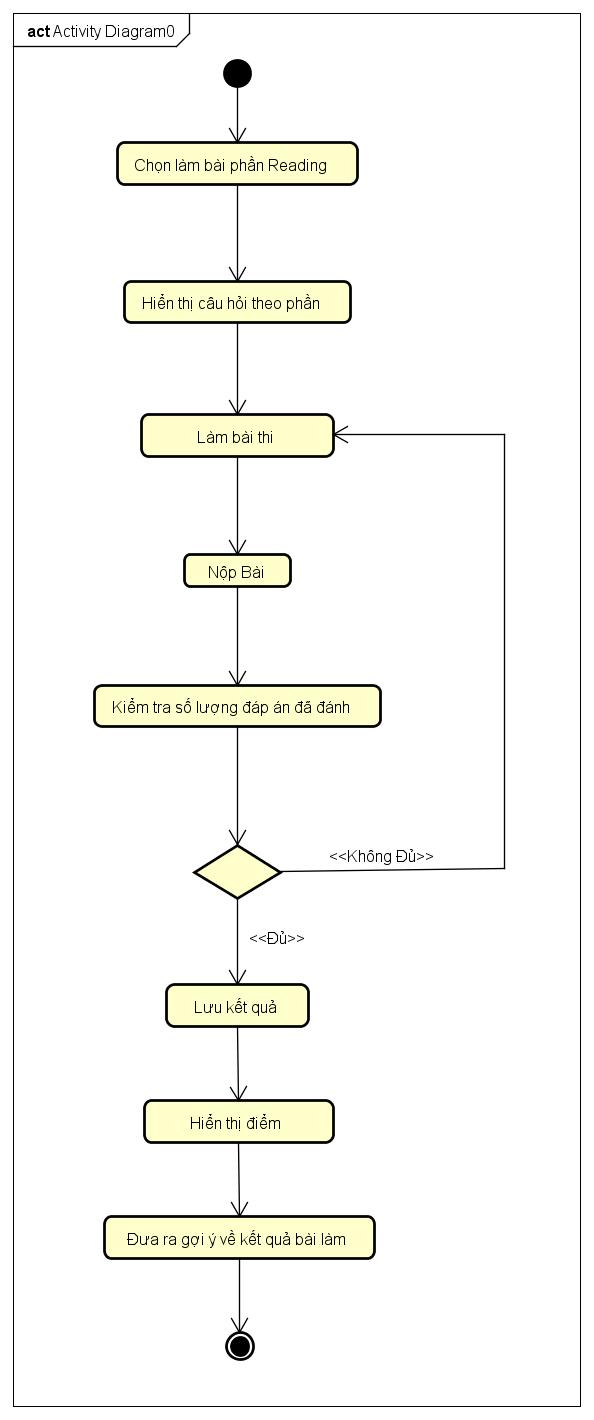 act Activity Diagram0
Chọn làm bài phần Reading
Hiển thị câu hỏi theo phần
Làm bài thi
Nộp Bài
Kiểm tra số lượng đáp án đã đánh
<<Không Đủ>>
<<Đủ>>
Lưu kết quả
Hiển thị điểm
Đưa ra gợi ý về kết quả bài làm